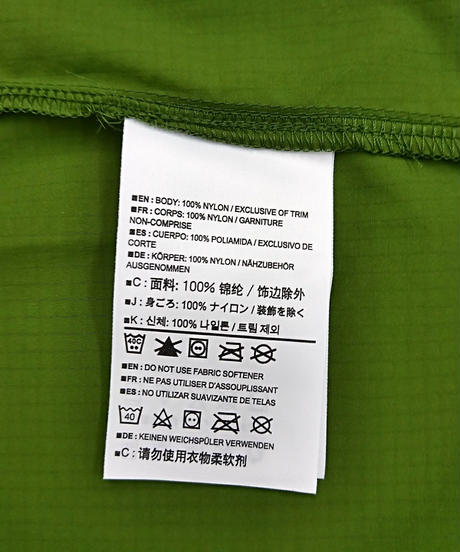 ■EN : BODY: 100% NYLON / EXCLUSIVE OF TRIM
■FR : CORPS: 100% NYLON / GARNITURE
NON-COMPRISE
■ES : CUERPO: 100% POLIAMIDA / EXCLUSIVO DE
CORTE
■DE : KÖRPER: 100% NYLON / NÄHZUBEHÖR
AUSGENOMMEN
■C : 面料: 100% 锦纶 / 饰边除外
■J : 身ごろ: 100% ナイロン / 装飾を除く
■K : 신체: 100% 나일론 / 트림 제외
40C
■EN : DO NOT USE FABRIC SOFTENER
■FR : NE PAS UTILISER D'ASSOUPLISSANT
■ES : NO UTILIZAR SUAVIZANTE DE TELAS
40
■DE : KEINEN WEICHSPÜLER VERWENDEN
■C : 请勿使用衣物柔软剂